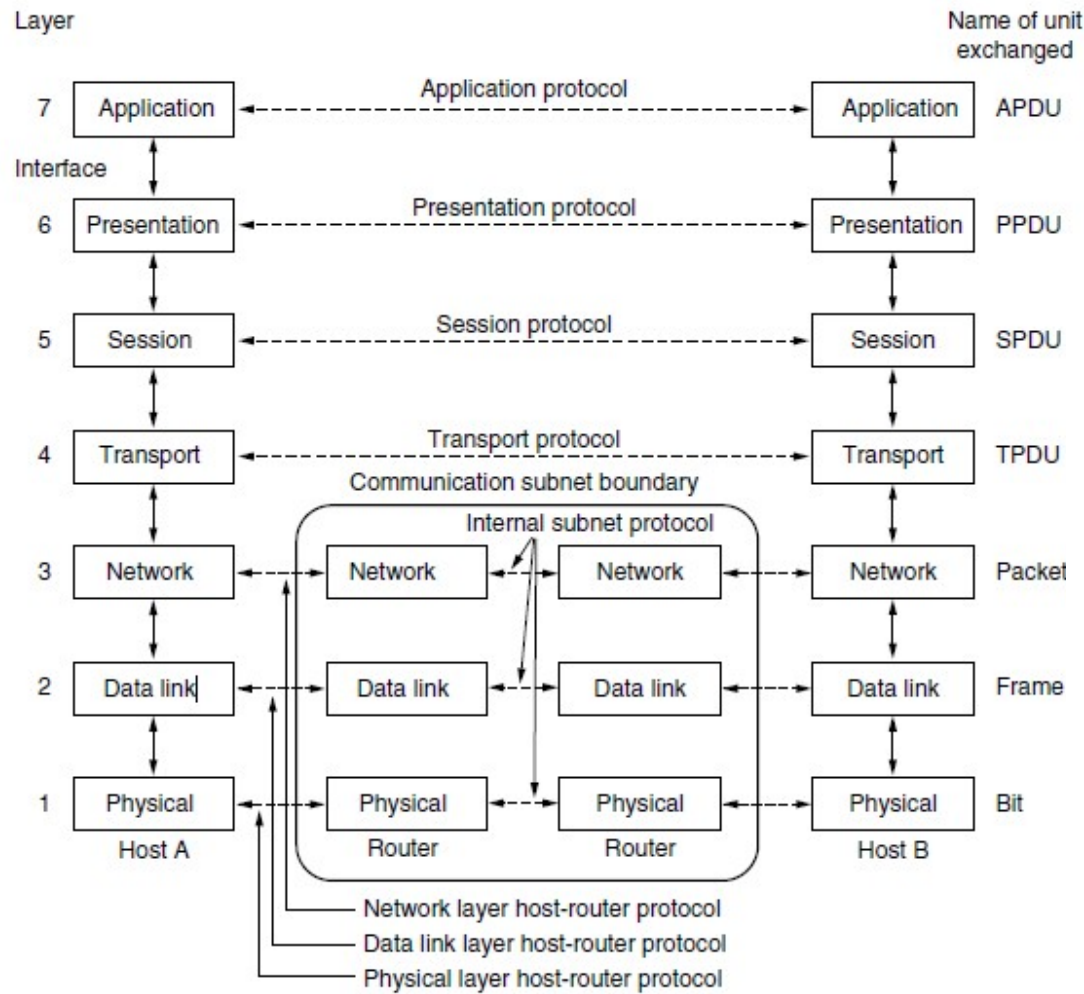 Layer
Name of unit
exchanged
7 Application Application protocol Application APDU
Interface
6 Presentation Presentation protocol Presentation PPDU
5 Session Session protocol Session SPDU
4 Transport Transport protocol Transport TPDU
Communication subnet boundary
Internal subnet protocol
3 Network Network Network Network Packet
2 Data link Data link Data link Data link Frame
1 Physical Physical Physical Physical Bit
Host A Router Router Host B
Network layer host-router protocol
Data link layer host-router protocol
Physical layer host-router protocol